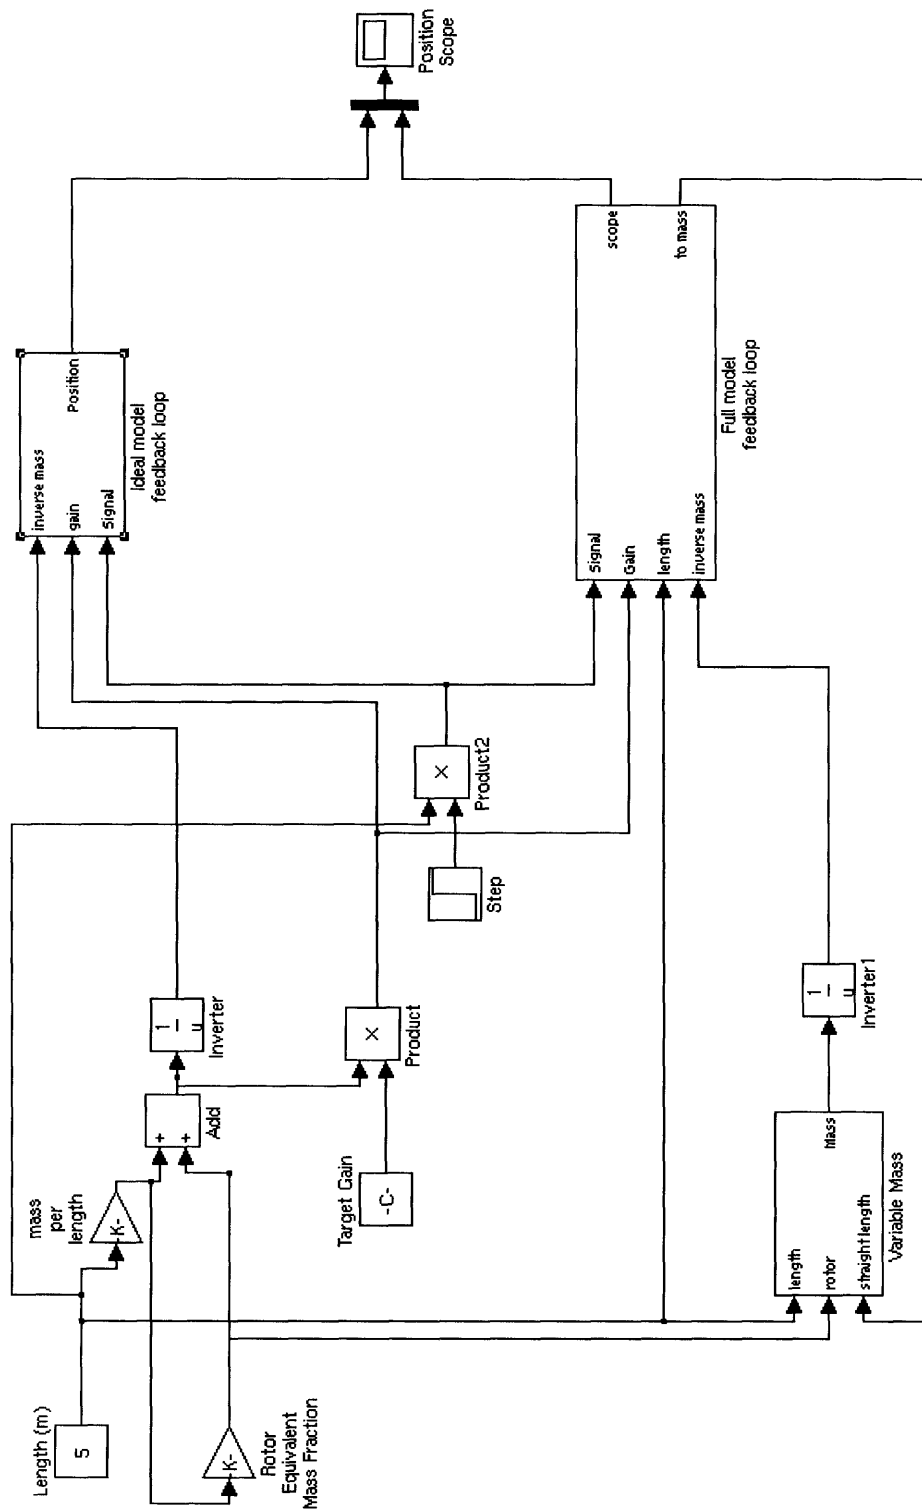 Length (m)
5
mass
per
length
-K-
Rotor
Equivalent
Mass Fraction
-K-
+
+
Add
1
u
Inverter
Target Gain
-C-
×
Product
Step
×
Product2
inverse mass
gain
Signal
Position
Ideal model
feedback loop
Position
Scope
Signal
Gain
length
inverse mass
scope
to mass
Full model
feedback loop
length
rotor
straight length
Mass
Variable Mass
1
u
Inverter1